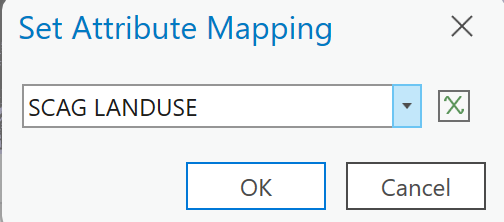 Set Attribute Mapping
SCAG LANDUSE
OK
Cancel